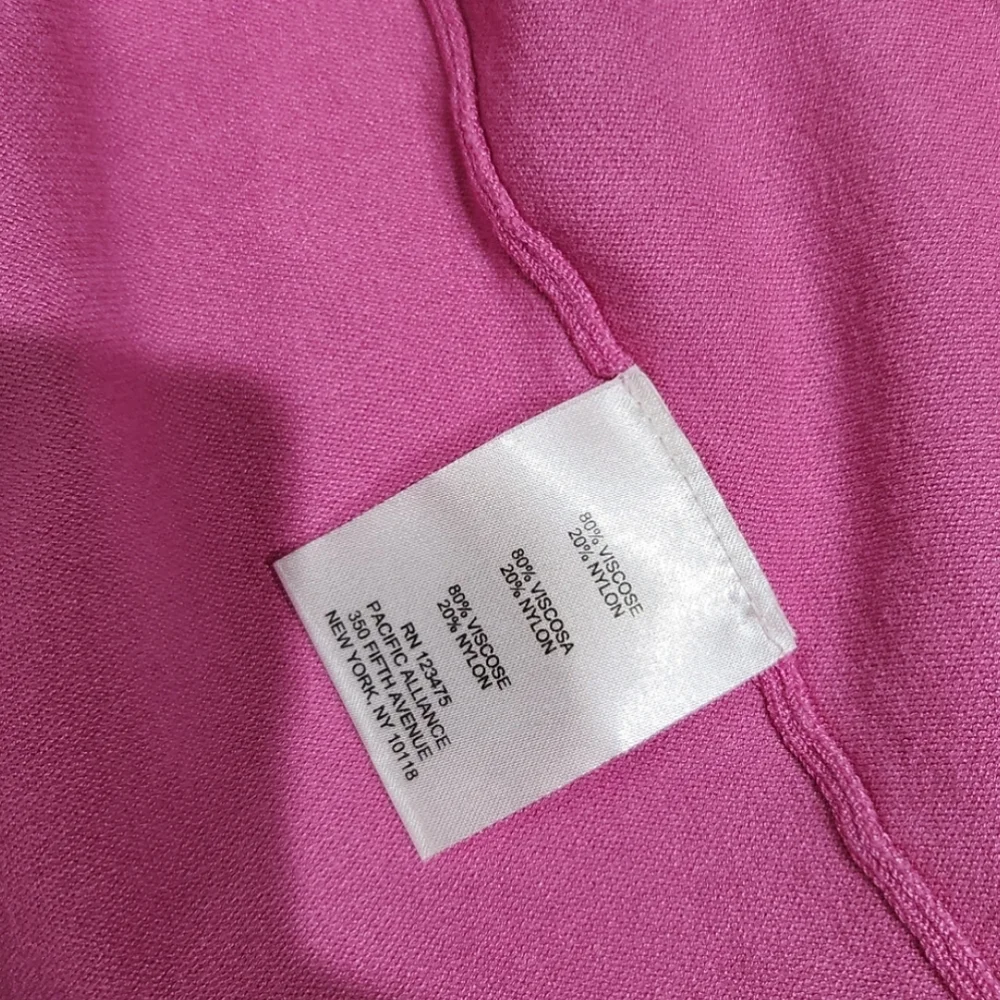 80% VISCOSE
20% NYLON
80% VISCOSA
20% NYLON
80% VISCOSE
20% NYLON
RN 123475
PACIFIC ALLIANCE
350 FIFTH AVENUE
NEW YORK, NY 10118